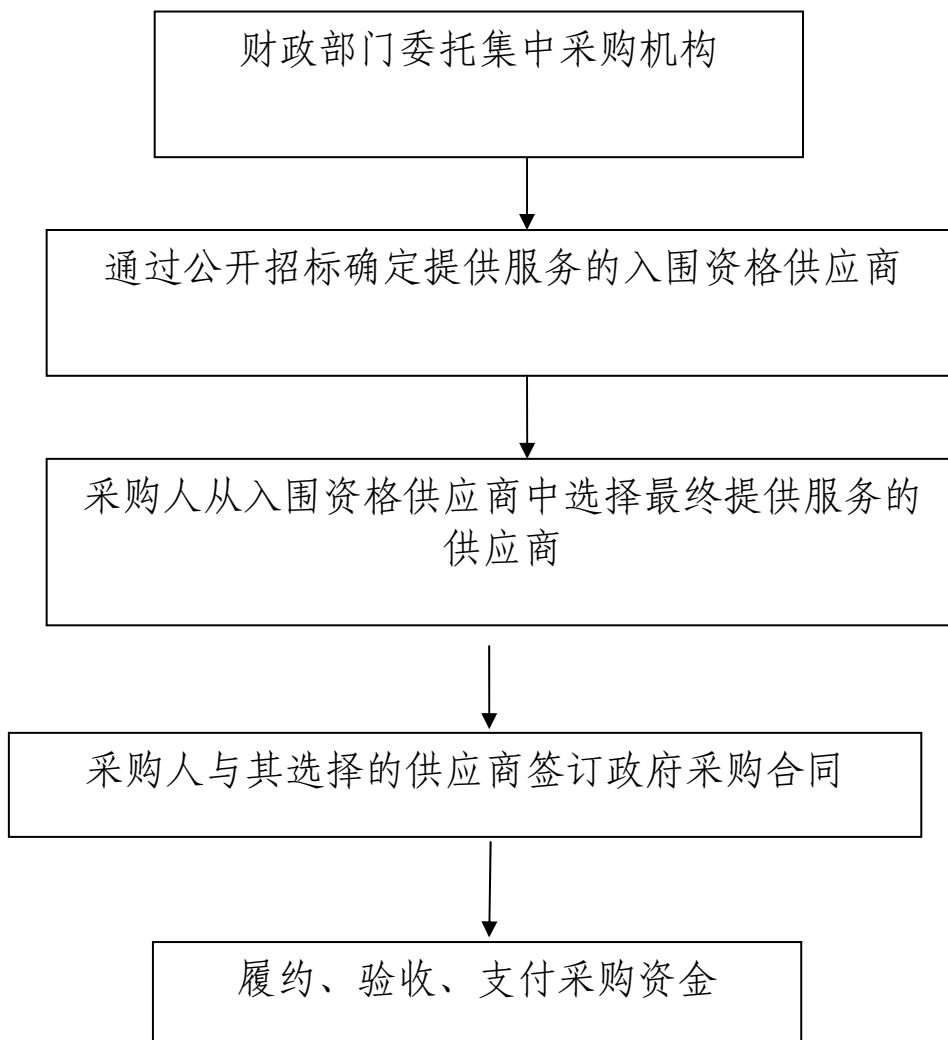 财政部门委托集中采购机构
通过公开招标确定提供服务的入围资格供应商
采购人从入围资格供应商中选择最终提供服务的
供应商
采购人与其选择的供应商签订政府采购合同
履约、验收、支付采购资金